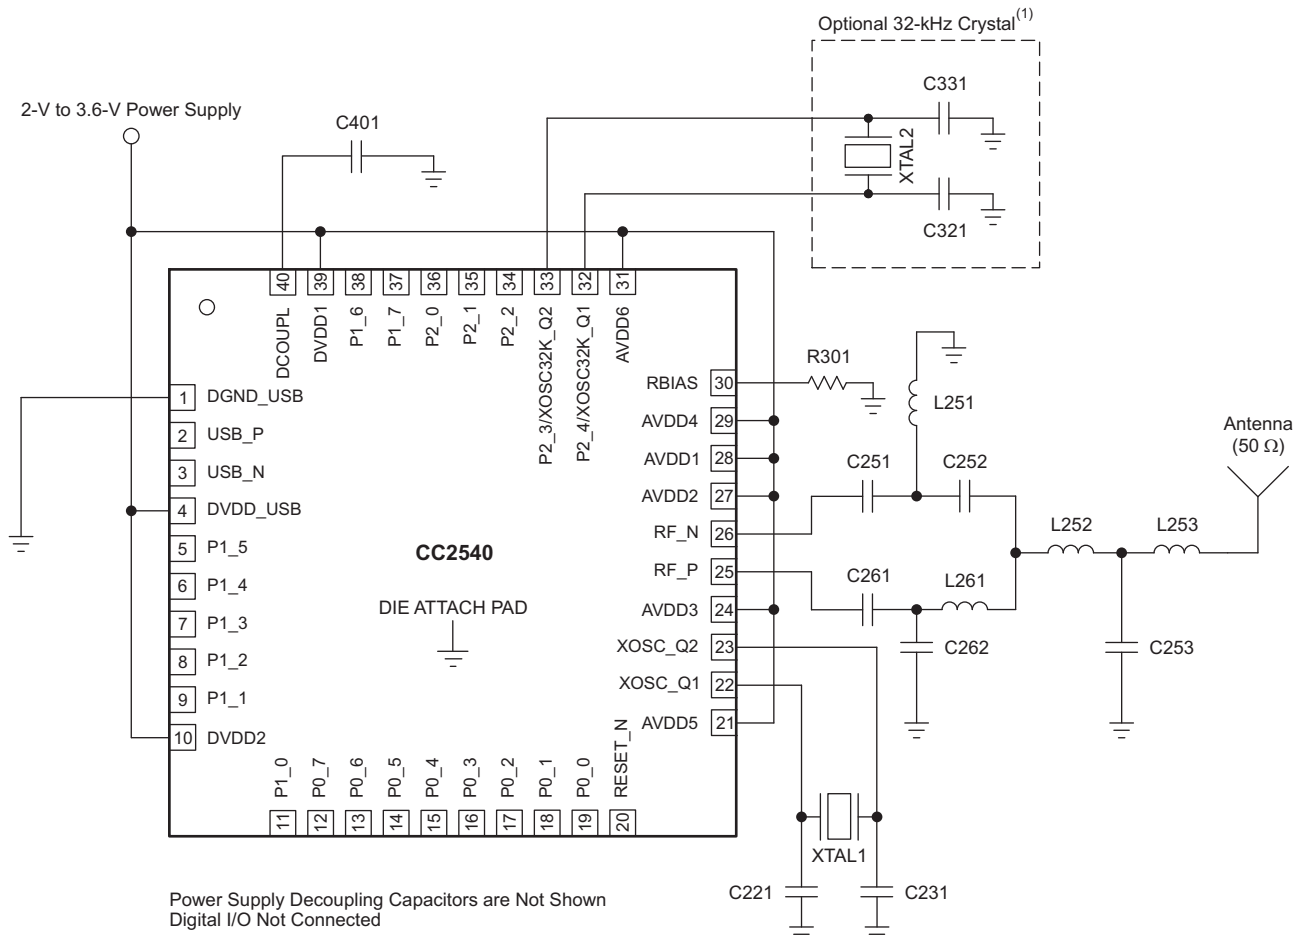 Optional 32-kHz Crystal(1)
C331
2-V to 3.6-V Power Supply
C401
XTAL2
C321
40
39
38
37
36
35
34
33
32
31
DCOUPL
DVDD1
P1_6
P1_7
P2_0
P2_1
P2_2
P2_3/XOSC32K_Q2
P2_4/XOSC32K_Q1
AVDD6
1 DGND_USB
2 USB_P
3 USB_N
4 DVDD_USB
5 P1_5
6 P1_4
7 P1_3
8 P1_2
9 P1_1
10 DVDD2
CC2540
DIE ATTACH PAD
RBIAS 30
AVDD4 29
AVDD1 28
AVDD2 27
RF_N 26
RF_P 25
AVDD3 24
XOSC_Q2 23
XOSC_Q1 22
AVDD5 21
R301
L251
Antenna
(50 Ω)
C251
C252
L252
L253
C261
L261
C262
C253
P1_0
P0_7
P0_6
P0_5
P0_4
P0_3
P0_2
P0_1
P0_0
RESET_N
11
12
13
14
15
16
17
18
19
20
XTAL1
C221
C231
Power Supply Decoupling Capacitors are Not Shown
Digital I/O Not Connected